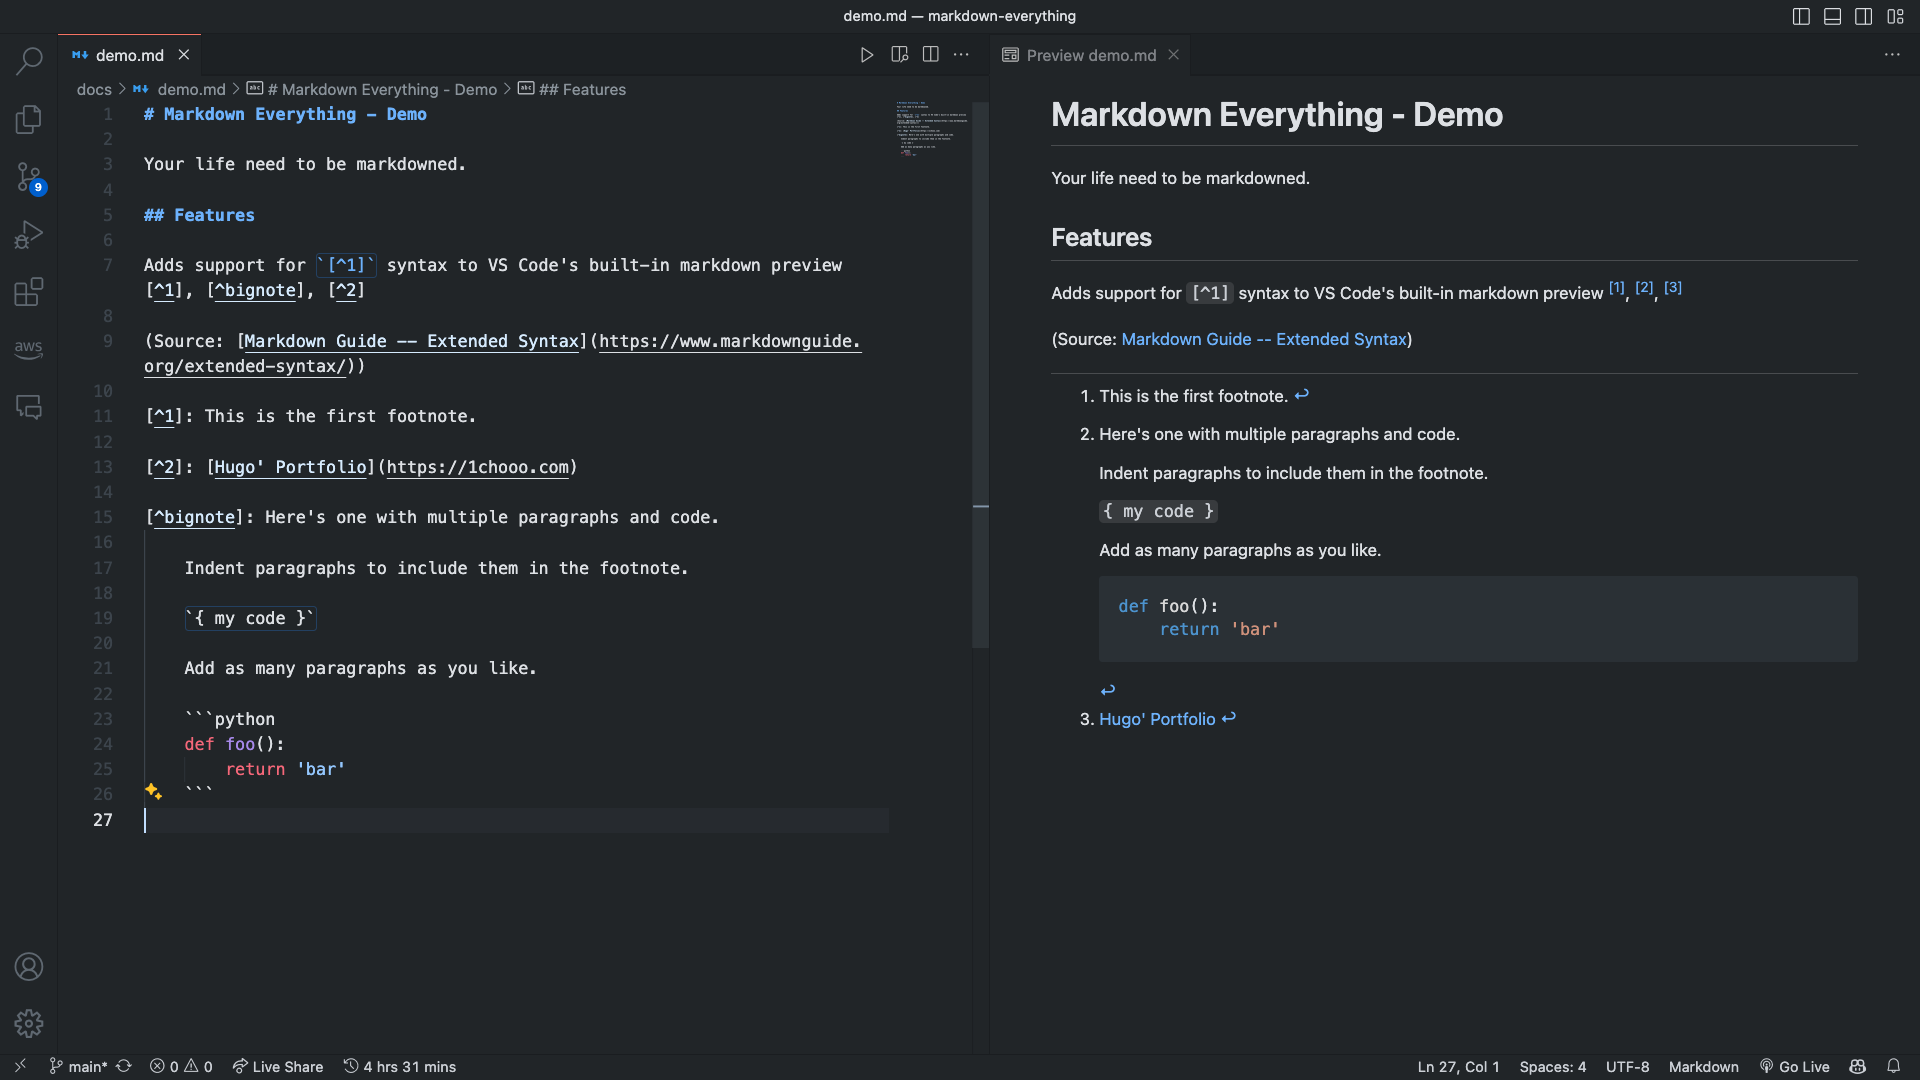 demo.md — markdown-everything
demo.md
Preview demo.md
docs > demo.md > # Markdown Everything - Demo > ## Features
1 # Markdown Everything - Demo
2
3 Your life need to be markdowned.
4
5 ## Features
6
7 Adds support for `[^1]` syntax to VS Code's built-in markdown preview
[^1], [^bignote], [^2]
8
9 (Source: [Markdown Guide -- Extended Syntax](https://www.markdownguide.
org/extended-syntax/))
10
11 [^1]: This is the first footnote.
12
13 [^2]: [Hugo' Portfolio](https://1chooo.com)
14
15 [^bignote]: Here's one with multiple paragraphs and code.
16
17 Indent paragraphs to include them in the footnote.
18
19 `{ my code }`
20
21 Add as many paragraphs as you like.
22
23 ```python
24 def foo():
25 return 'bar'
26 ```
27
9
aws
Markdown Everything - Demo
Your life need to be markdowned.
Features
Adds support for [^1] syntax to VS Code's built-in markdown preview [1], [2], [3]
(Source: Markdown Guide -- Extended Syntax)
1. This is the first footnote. ↩
2. Here's one with multiple paragraphs and code.
Indent paragraphs to include them in the footnote.
{ my code }
Add as many paragraphs as you like.
def foo():
return 'bar'
↩
3. Hugo' Portfolio ↩
main* 0 0 Live Share 4 hrs 31 mins
Ln 27, Col 1 Spaces: 4 UTF-8 Markdown Go Live